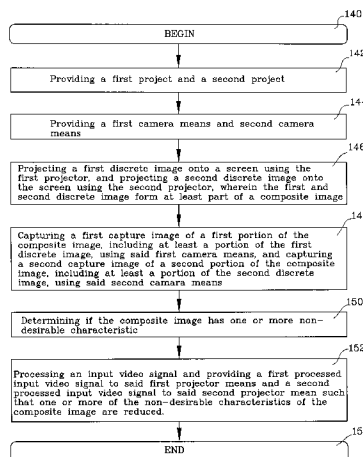 140
BEGIN
142
Providing a first project and a second project
144
Providing a first camera means and second camera
means
146
Projecting a first discrete image onto a screen using the
first projector, and projecting a second discrete image onto
the screen using the second projector, wherein the first and
second discrete image form at least part of a composite image
14
Capturing a first capture image of a first portion of the
composite image, including at least a portion of the first
discrete image, using said first camera means, and capturing
a second capture image of a second portion of the composite
image, including at least a portion of the second discrete
image, using said second camara means
150
Determining if the composite image has one or more non-
desirable characteristic
152
Processing an input video signal and providing a first processed
input video signal to said first projector means and a second
processed input video signal to said second projector mean such
that one or more of the non-desirable characteristics of the
composite image are reduced.
15
END